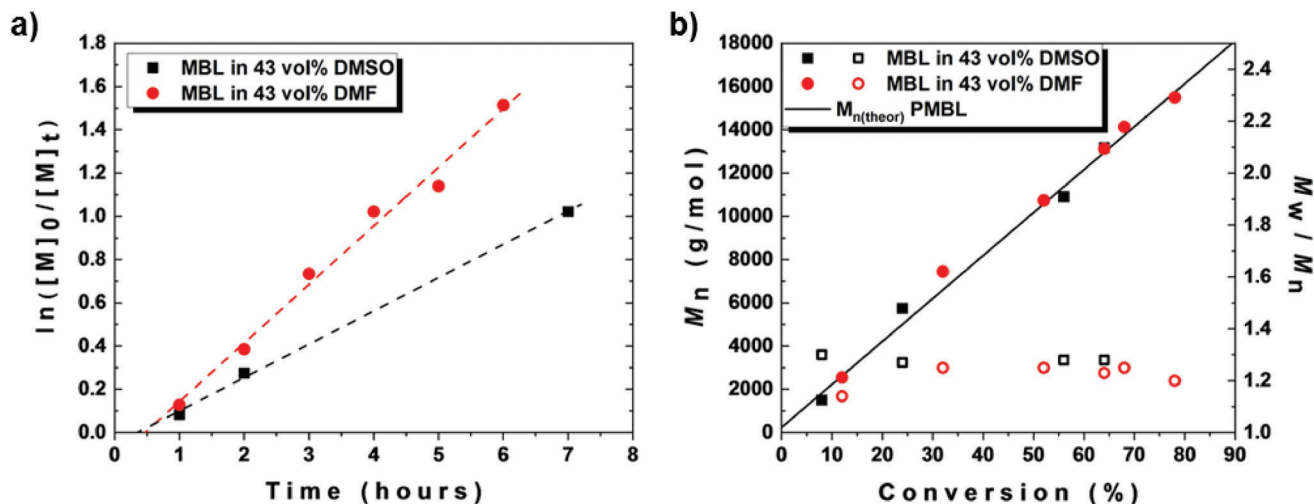 a)
ln([M]0/[M]t)
1.8
1.6
1.4
1.2
1.0
0.8
0.6
0.4
0.2
0.0
MBL in 43 vol% DMSO
MBL in 43 vol% DMF
0 1 2 3 4 5 6 7 8
Time (hours)
b)
Mn (g/mol)
18000
16000
14000
12000
10000
8000
6000
4000
2000
0
MBL in 43 vol% DMSO
MBL in 43 vol% DMF
Mn(theor) PMBL
2.4
2.2
2.0
1.8
1.6
1.4
1.2
1.0
Mw/Mn
0 10 20 30 40 50 60 70 80 90
Conversion (%)